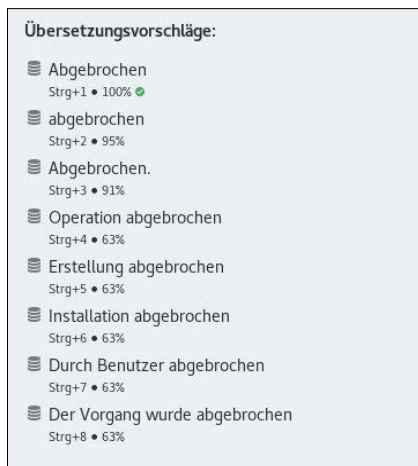 Übersetzungsvorschläge:
Abgebrochen
Strg+1 ● 100%
abgebrochen
Strg+2 ● 95%
Abgebrochen.
Strg+3 ● 91%
Operation abgebrochen
Strg+4 ● 63%
Erstellung abgebrochen
Strg+5 ● 63%
Installation abgebrochen
Strg+6 ● 63%
Durch Benutzer abgebrochen
Strg+7 ● 63%
Der Vorgang wurde abgebrochen
Strg+8 ● 63%